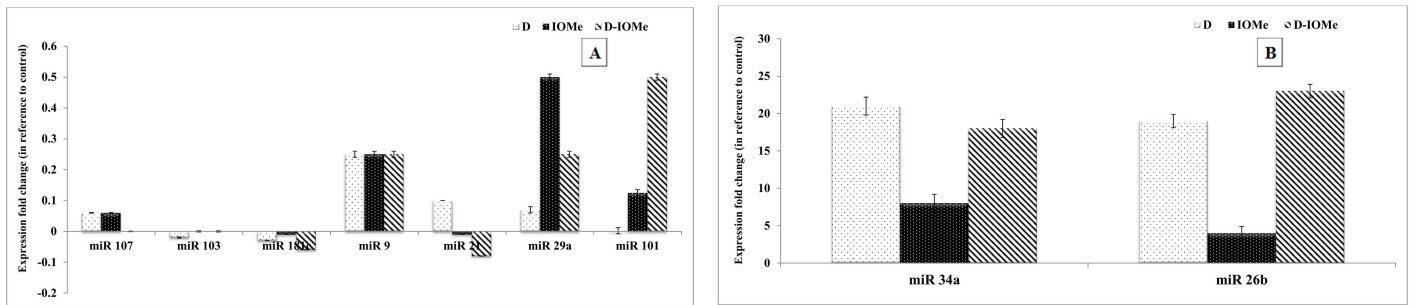 D IOMe D-IOMe
A
Expression fold change (in reference to control)
0.6
0.5
0.4
0.3
0.2
0.1
0
-0.1
-0.2
miR 107 miR 103 miR 9 miR 21 miR 29a miR 101
D IOMe D-IOMe
B
Expression fold change (in reference to control)
30
25
20
15
10
5
0
miR 34a miR 26b